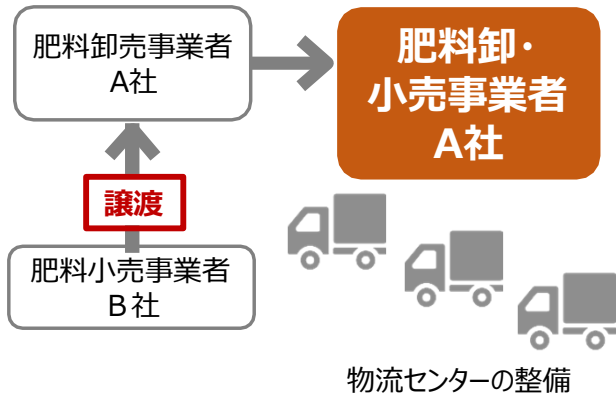 肥料卸売事業者
A社
肥料卸・
小売事業者
A社
譲渡
肥料小売事業者
B社
物流センターの整備